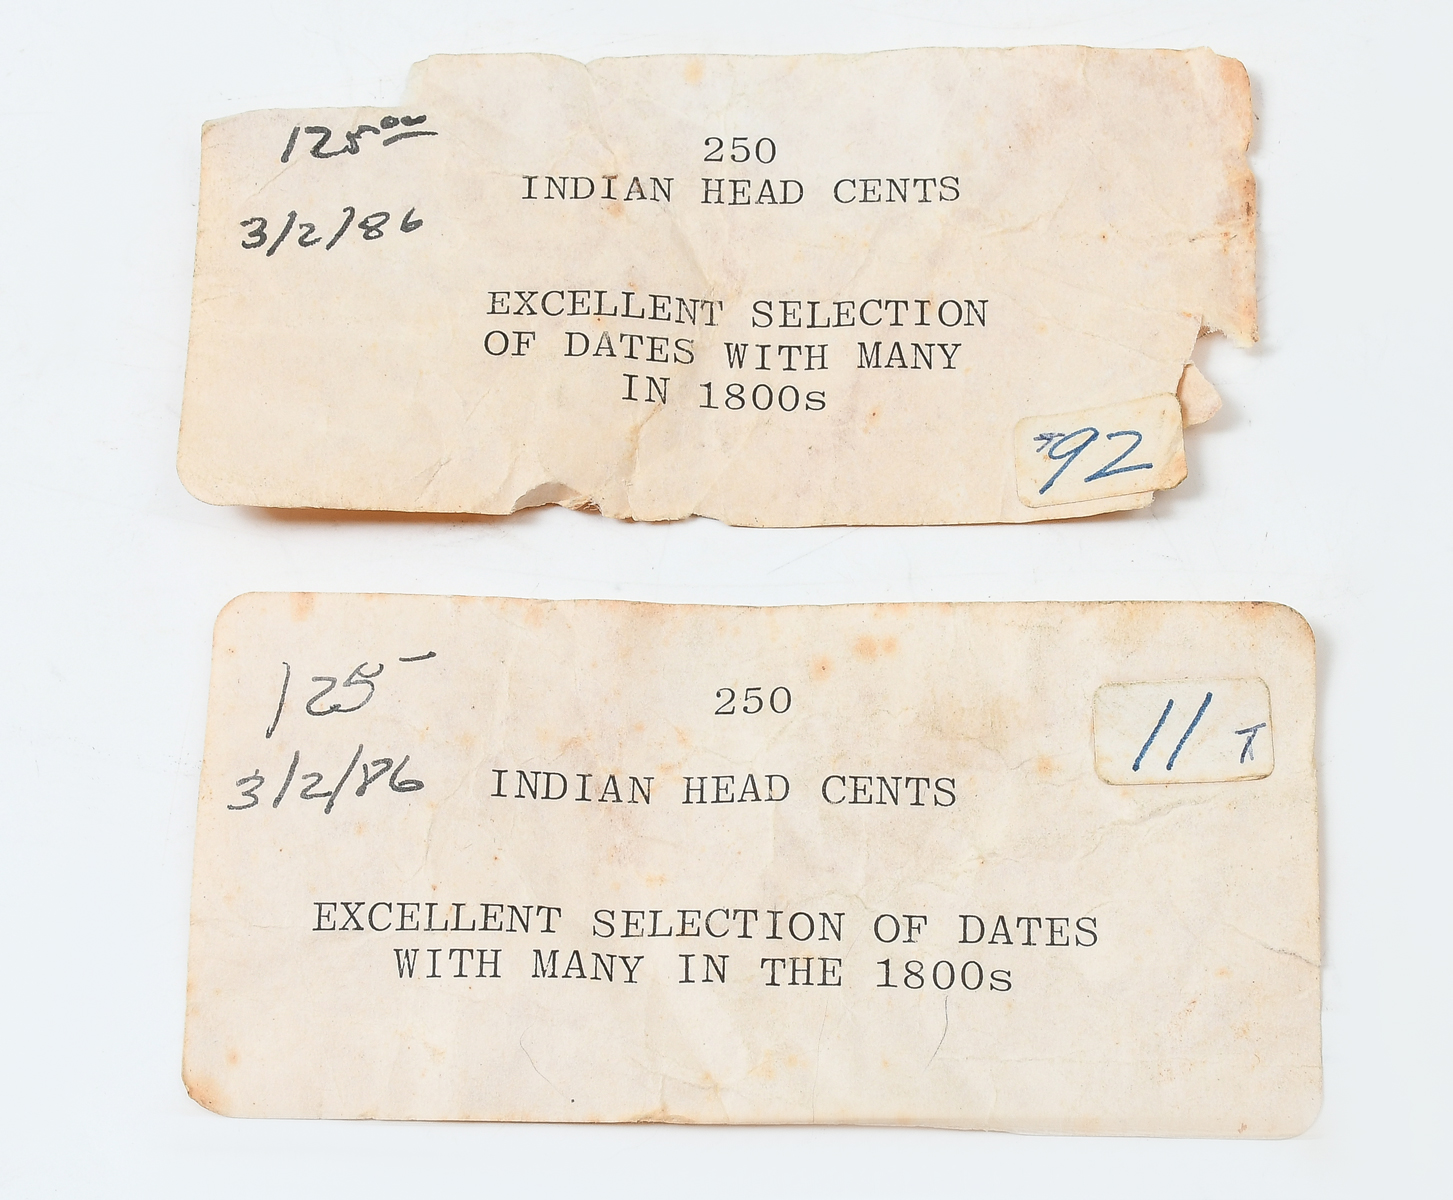 125 00
250
INDIAN HEAD CENTS
3/2/86
EXCELLENT SELECTION
OF DATES WITH MANY
IN 1800s
$92
125 -
250
11 T
3/2/86
INDIAN HEAD CENTS
EXCELLENT SELECTION OF DATES
WITH MANY IN THE 1800s